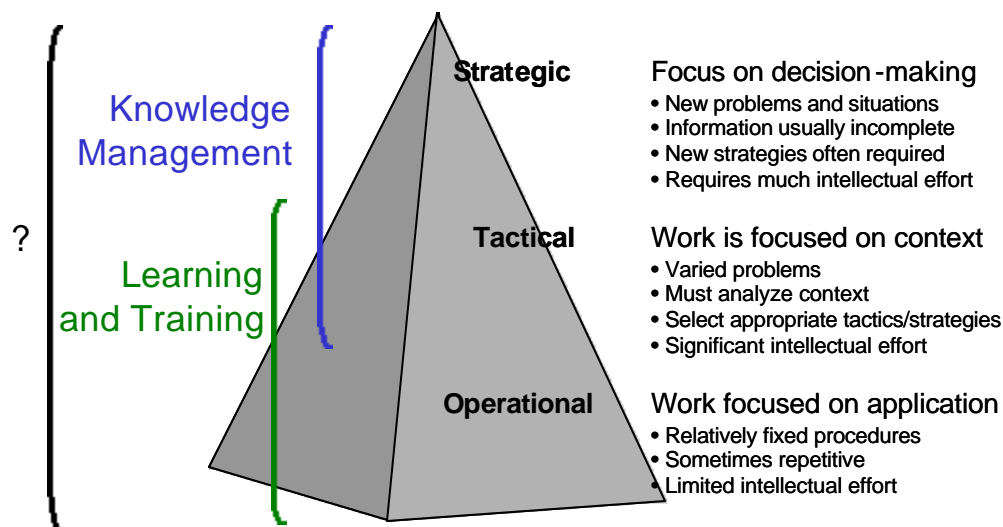 Strategic
Focus on decision-making
• New problems and situations
• Information usually incomplete
• New strategies often required
• Requires much intellectual effort
Knowledge
Management
?
Tactical
Work is focused on context
• Varied problems
• Must analyze context
• Select appropriate tactics/strategies
• Significant intellectual effort
Learning
and Training
Operational
Work focused on application
• Relatively fixed procedures
• Sometimes repetitive
• Limited intellectual effort